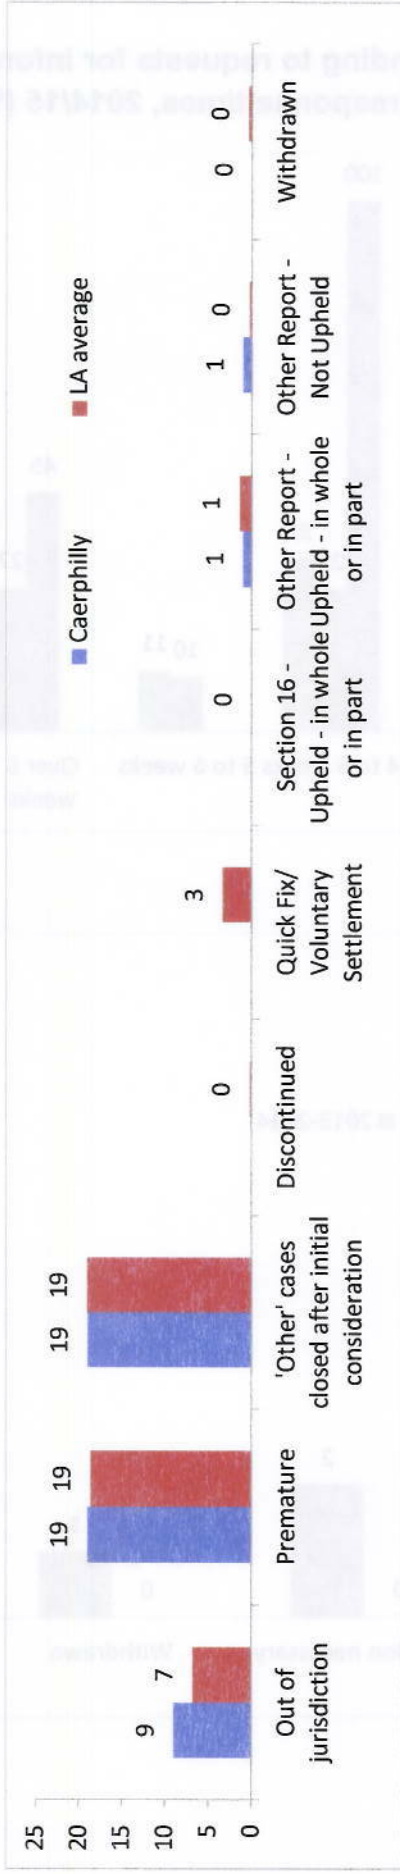 Caerphilly
LA average
25
20
15
10
5
0
9
7
19
19
19
19
0
3
0
1
1
1
0
0
0
Out of
jurisdiction
Premature
'Other' cases
closed after initial
consideration
Discontinued
Quick Fix/
Voluntary
Settlement
Section 16 -
Upheld - in whole
or in part
Other Report -
Upheld - in whole
or in part
Other Report -
Not Upheld
Withdrawn